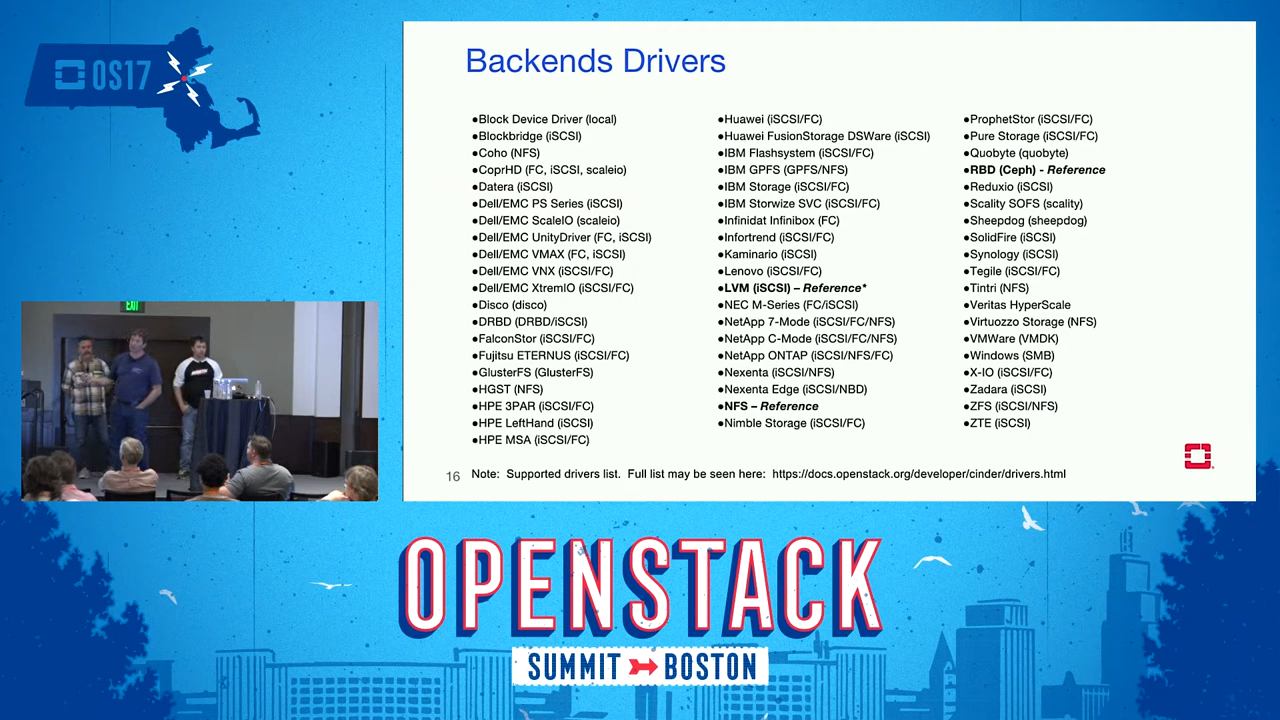 OS17
EXIT
Backends Drivers
●Block Device Driver (local)
●Blockbridge (iSCSI)
●Coho (NFS)
●CoprHD (FC, iSCSI, scaleio)
●Datera (iSCSI)
●Dell/EMC PS Series (iSCSI)
●Dell/EMC ScaleIO (scaleio)
●Dell/EMC UnityDriver (FC, iSCSI)
●Dell/EMC VMAX (FC, iSCSI)
●Dell/EMC VNX (iSCSI/FC)
●Dell/EMC XtremIO (iSCSI/FC)
●Disco (disco)
●DRBD (DRBD/iSCSI)
●FalconStor (iSCSI/FC)
●Fujitsu ETERNUS (iSCSI/FC)
●GlusterFS (GlusterFS)
●HGST (NFS)
●HPE 3PAR (iSCSI/FC)
●HPE LeftHand (iSCSI)
●HPE MSA (iSCSI/FC)
●Huawei (iSCSI/FC)
●Huawei FusionStorage DSWare (iSCSI)
●IBM Flashsystem (iSCSI/FC)
●IBM GPFS (GPFS/NFS)
●IBM Storage (iSCSI/FC)
●IBM Storwize SVC (iSCSI/FC)
●Infinidat Infinibox (FC)
●Infortrend (iSCSI/FC)
●Kaminario (iSCSI)
●Lenovo (iSCSI/FC)
●LVM (iSCSI) – Reference*
●NEC M-Series (FC/iSCSI)
●NetApp 7-Mode (iSCSI/FC/NFS)
●NetApp C-Mode (iSCSI/FC/NFS)
●NetApp ONTAP (iSCSI/NFS/FC)
●Nexenta (iSCSI/NFS)
●Nexenta Edge (iSCSI/NBD)
●NFS – Reference
●Nimble Storage (iSCSI/FC)
●ProphetStor (iSCSI/FC)
●Pure Storage (iSCSI/FC)
●Quobyte (quobyte)
●RBD (Ceph) - Reference
●Reduxio (iSCSI)
●Scality SOFS (scality)
●Sheepdog (sheepdog)
●SolidFire (iSCSI)
●Synology (iSCSI)
●Tegile (iSCSI/FC)
●Tintri (NFS)
●Veritas HyperScale
●Virtuozzo Storage (NFS)
●VMWare (VMDK)
●Windows (SMB)
●X-IO (iSCSI/FC)
●Zadara (iSCSI)
●ZFS (iSCSI/NFS)
●ZTE (iSCSI)
16 Note: Supported drivers list. Full list may be seen here: https://docs.openstack.org/developer/cinder/drivers.html
OPENSTACK
SUMMIT BOSTON